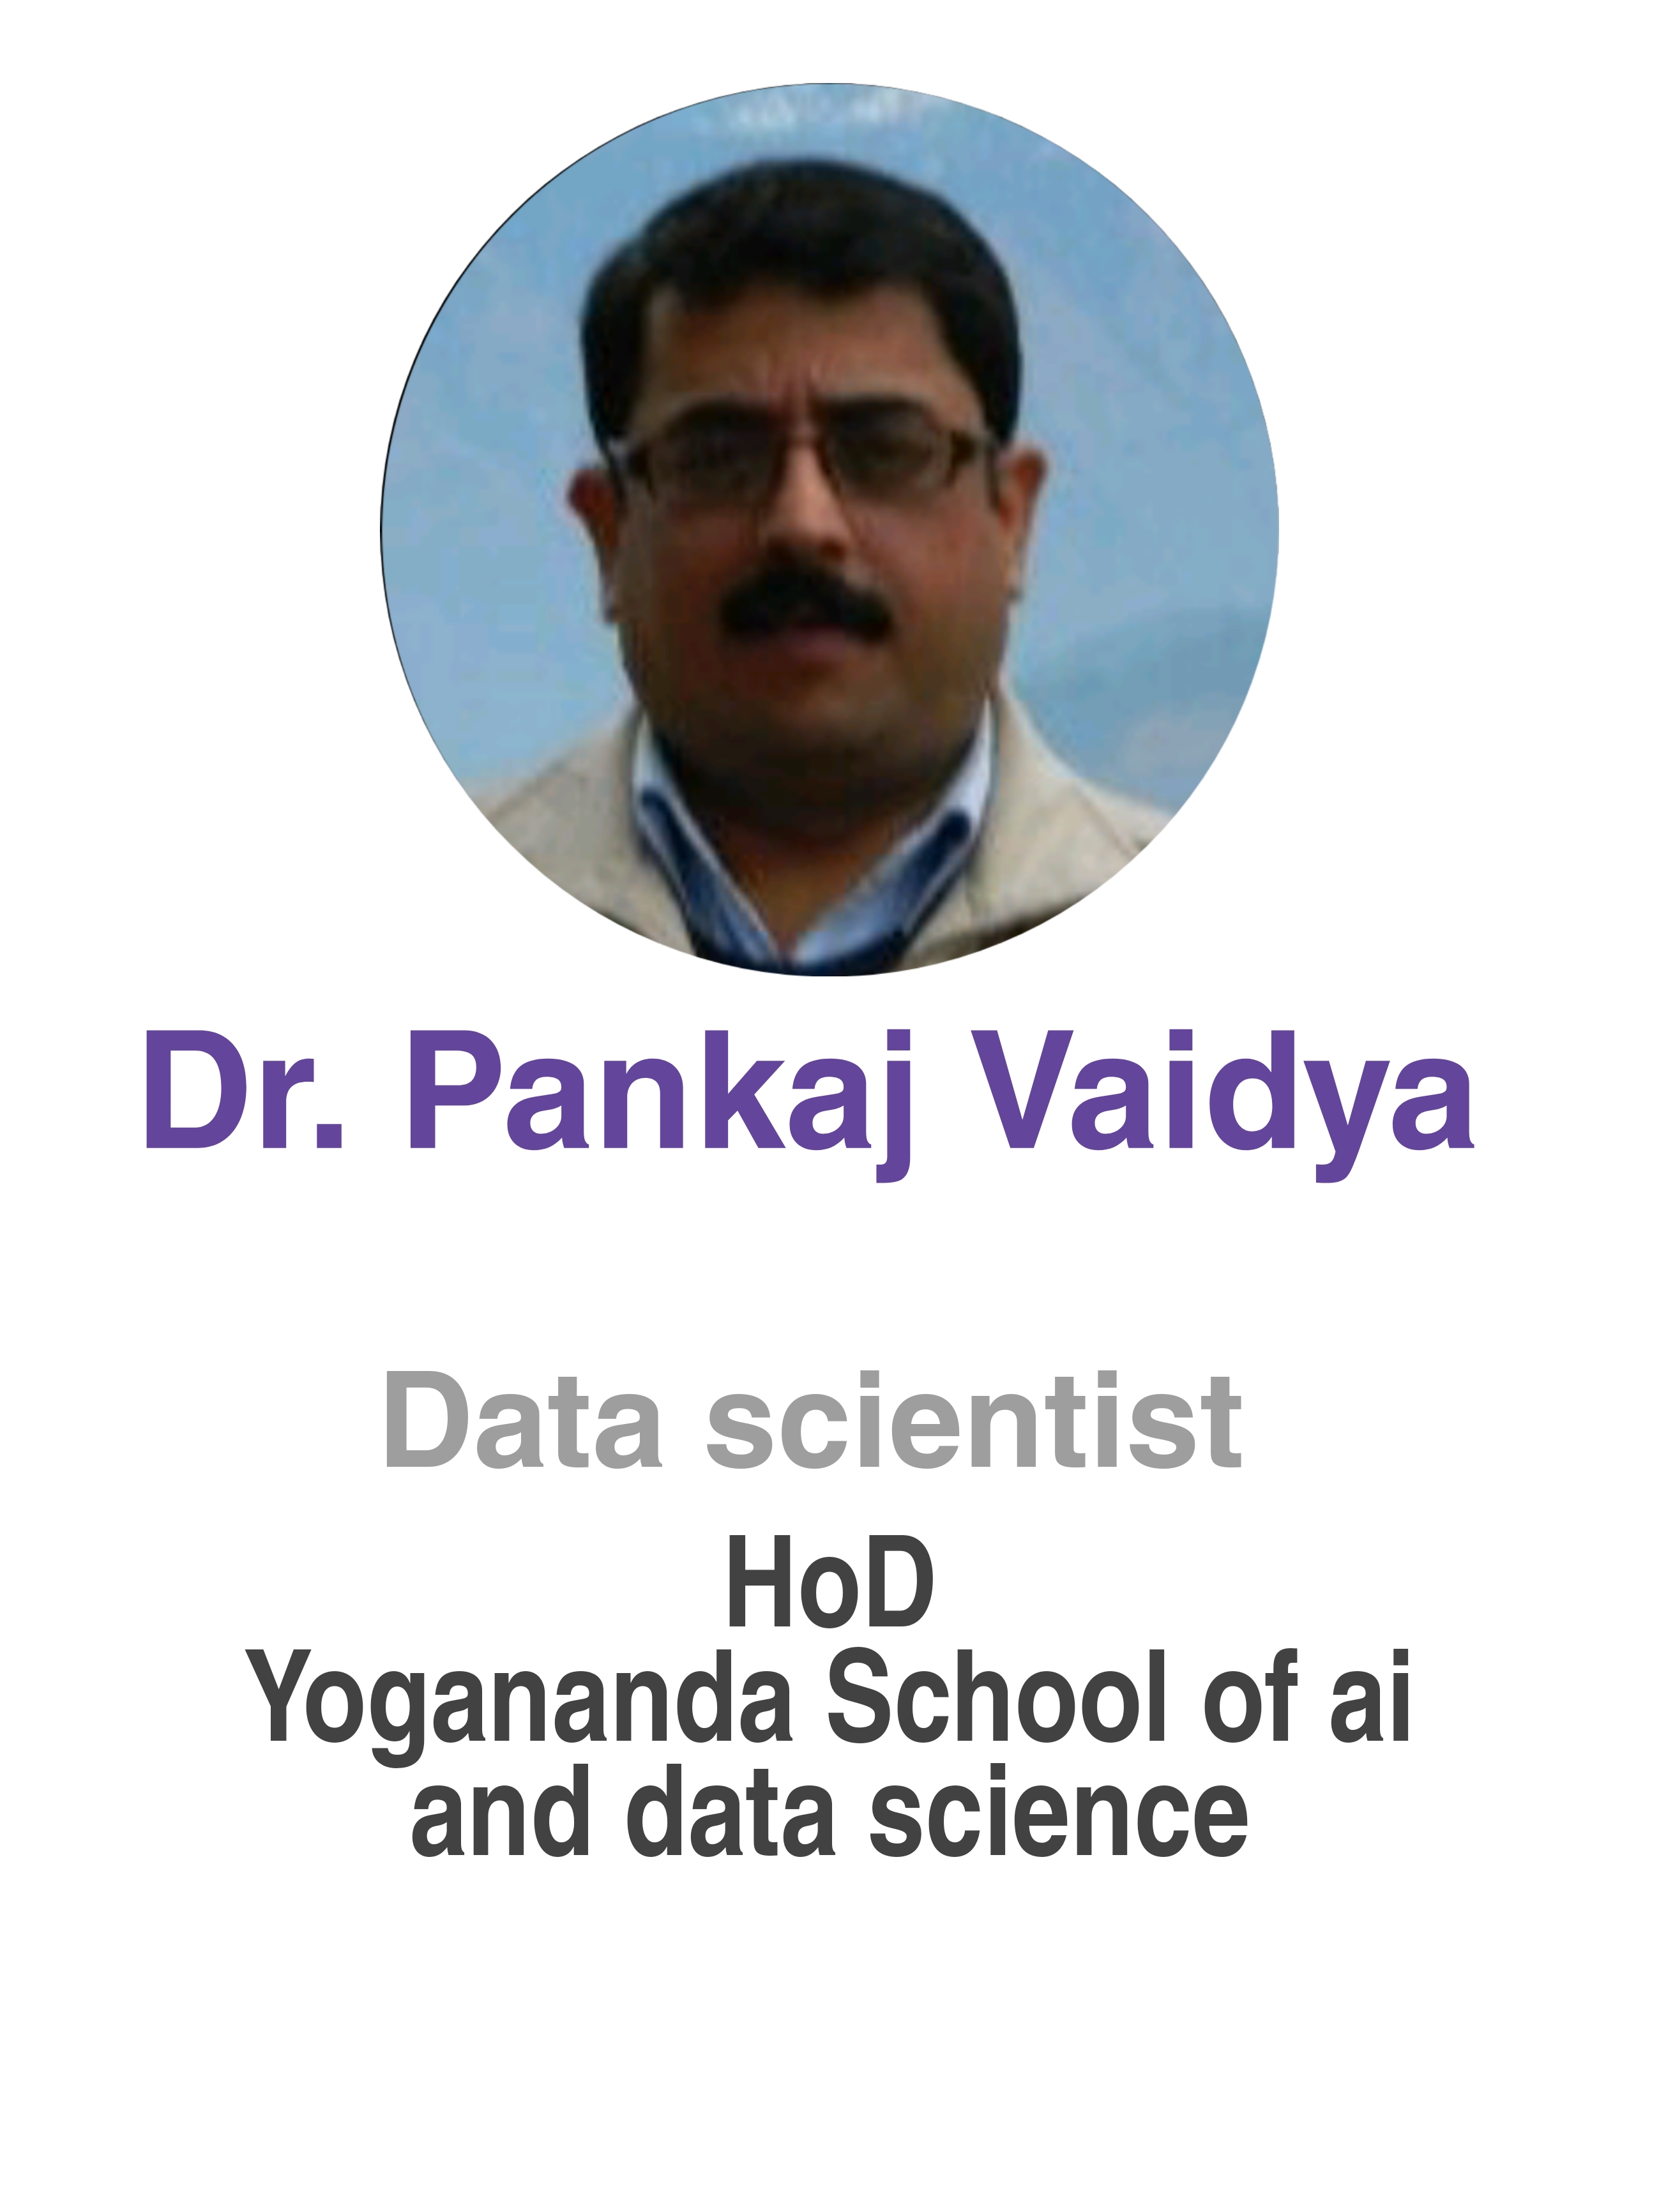 Dr. Pankaj Vaidya
Data scientist
HoD
Yogananda School of ai
and data science